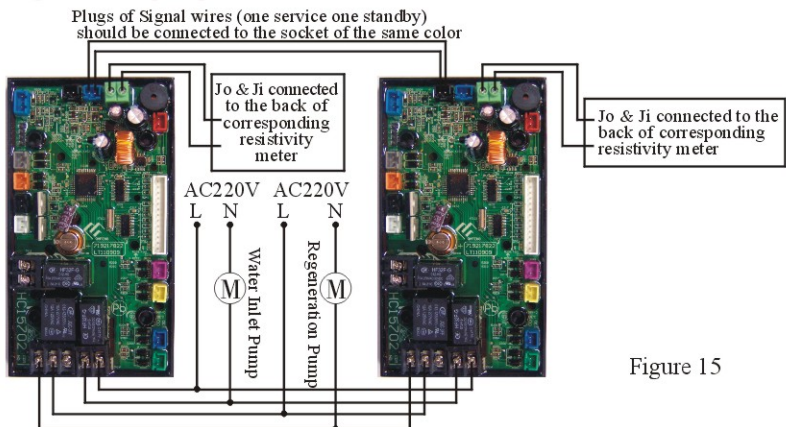 Plugs of Signal wires (one service one standby)
should be connected to the socket of the same color
Jo & Ji connected
to the back of
corresponding
resistivity
meter
Jo & Ji connected to the
back of corresponding
resistivity meter
AC220V AC220V
L N L N
M
Water Inlet Pump
M
Regeneration Pump
HC15702
HC15702
Figure 15